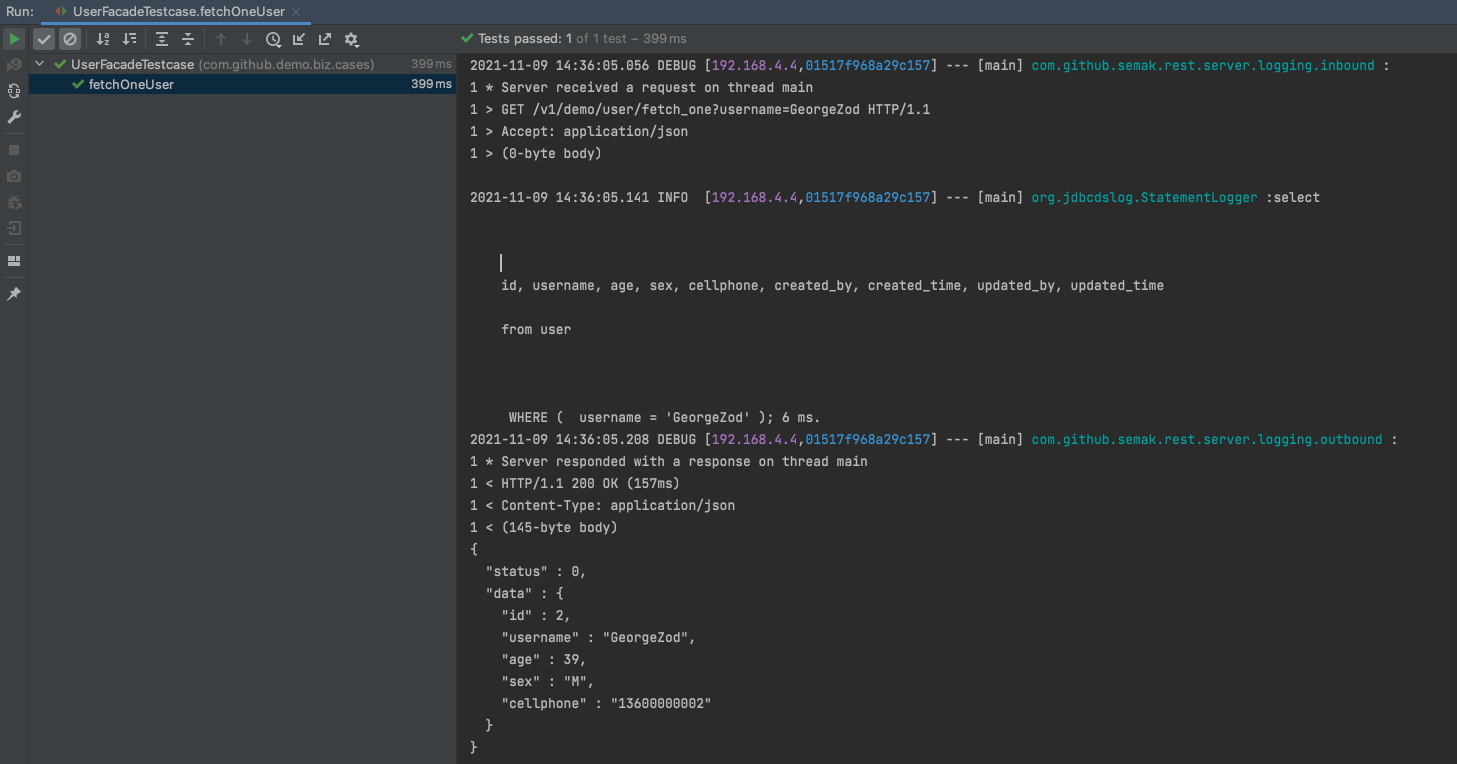 Run: UserFacadeTestcase.fetchOneUser
Tests passed: 1 of 1 test – 399 ms
UserFacadeTestcase (com.github.demo.biz.cases) 399 ms
fetchOneUser 399 ms
2021-11-09 14:36:05.056 DEBUG [192.168.4.4,01517f968a29c157] --- [main] com.github.semak.rest.server.logging.inbound :
1 * Server received a request on thread main
1 > GET /v1/demo/user/fetch_one?username=GeorgeZod HTTP/1.1
1 > Accept: application/json
1 > (0-byte body)
2021-11-09 14:36:05.141 INFO  [192.168.4.4,01517f968a29c157] --- [main] org.jdbcdslog.StatementLogger :select
id, username, age, sex, cellphone, created_by, created_time, updated_by, updated_time
from user
WHERE (  username = 'GeorgeZod' ); 6 ms.
2021-11-09 14:36:05.208 DEBUG [192.168.4.4,01517f968a29c157] --- [main] com.github.semak.rest.server.logging.outbound :
1 * Server responded with a response on thread main
1 < HTTP/1.1 200 OK (157ms)
1 < Content-Type: application/json
1 < (145-byte body)
{
"status" : 0,
"data" : {
"id" : 2,
"username" : "GeorgeZod",
"age" : 39,
"sex" : "M",
"cellphone" : "13600000002"
}
}